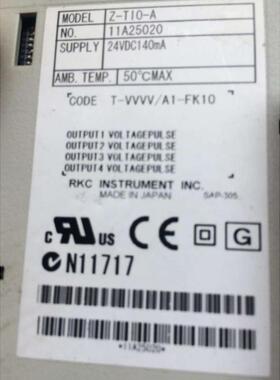 MODEL Z-TIO-A
NO. 11A25020
SUPPLY 24VDC140mA
AMB. TEMP. 50°CMAX
CODE T-VVVV/A1-FK10
OUTPUT1 VOLTAGEPULSE
OUTPUT2 VOLTAGEPULSE
OUTPUT3 VOLTAGEPULSE
OUTPUT4 VOLTAGEPULSE
RKC INSTRUMENT INC.
MADE IN JAPAN SAP-305
c UL US CE G
N11717
*11A25020*